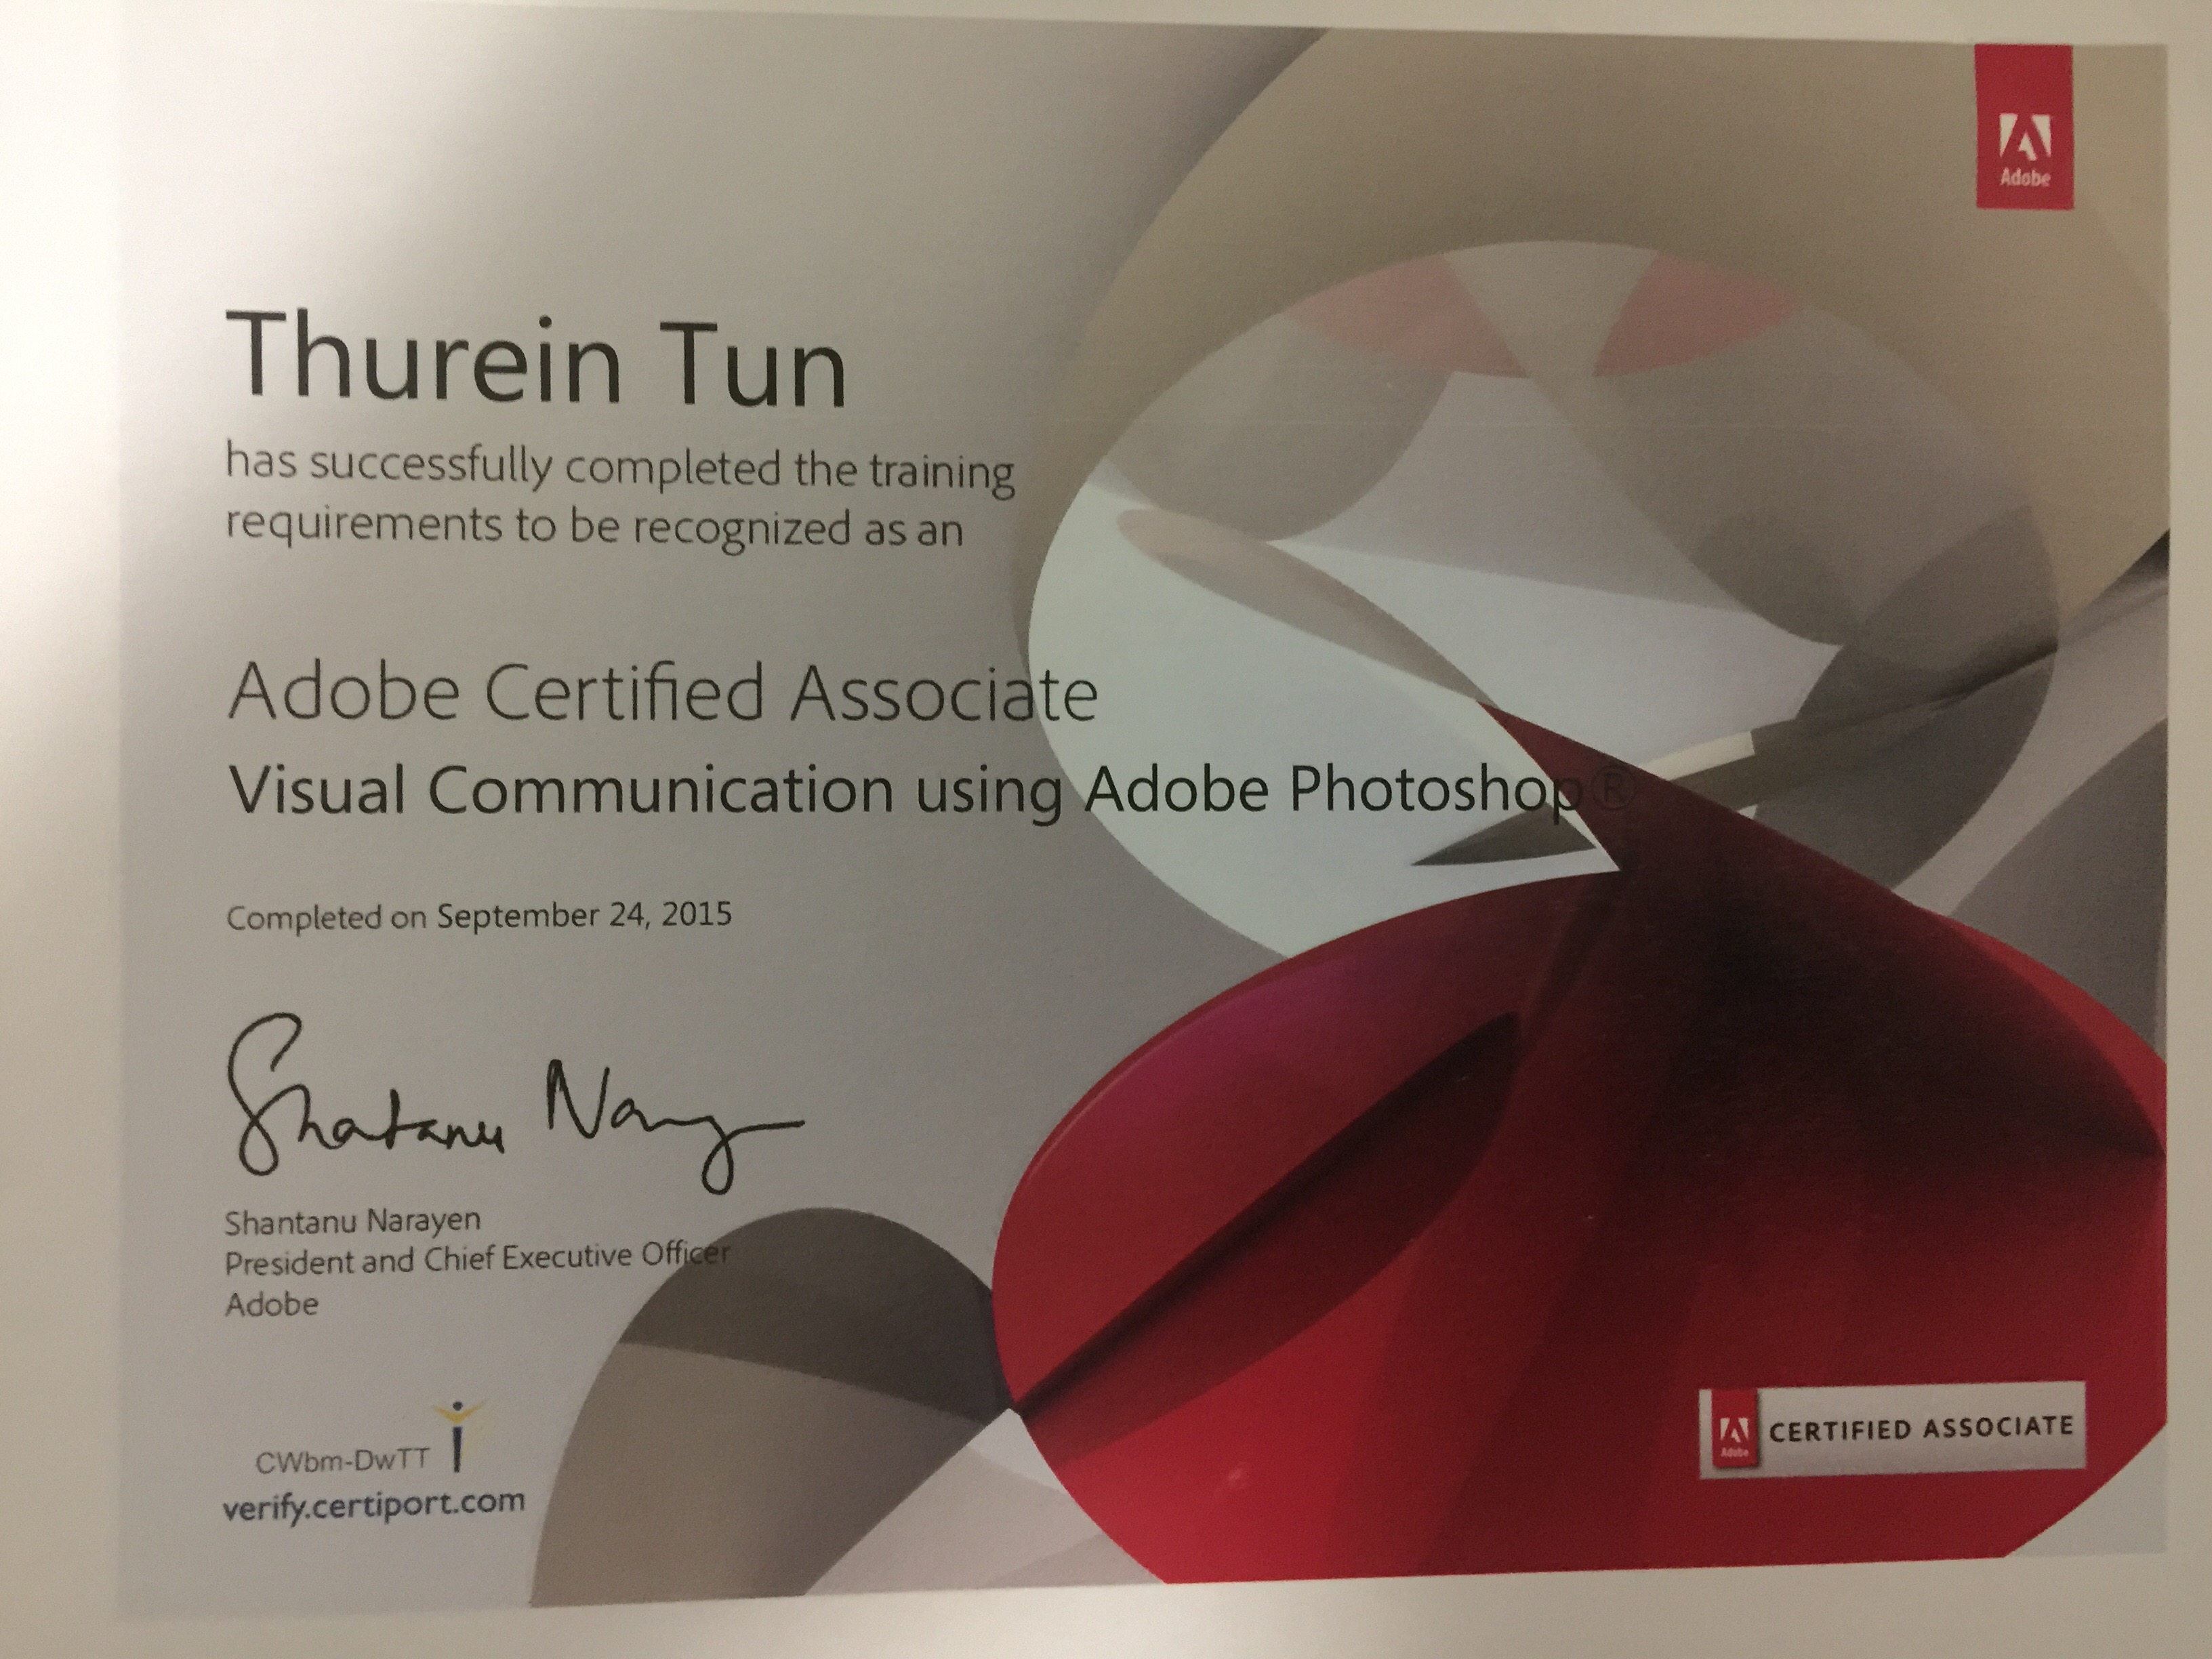 Adobe
Thurein Tun
has successfully completed the training
requirements to be recognized as an
Adobe Certified Associate
Visual Communication using Adobe Photoshop®
Completed on September 24, 2015
Shantanu Narayen
Shantanu Narayen
President and Chief Executive Officer
Adobe
CWbm-DwTT
verify.certiport.com
Adobe
CERTIFIED ASSOCIATE